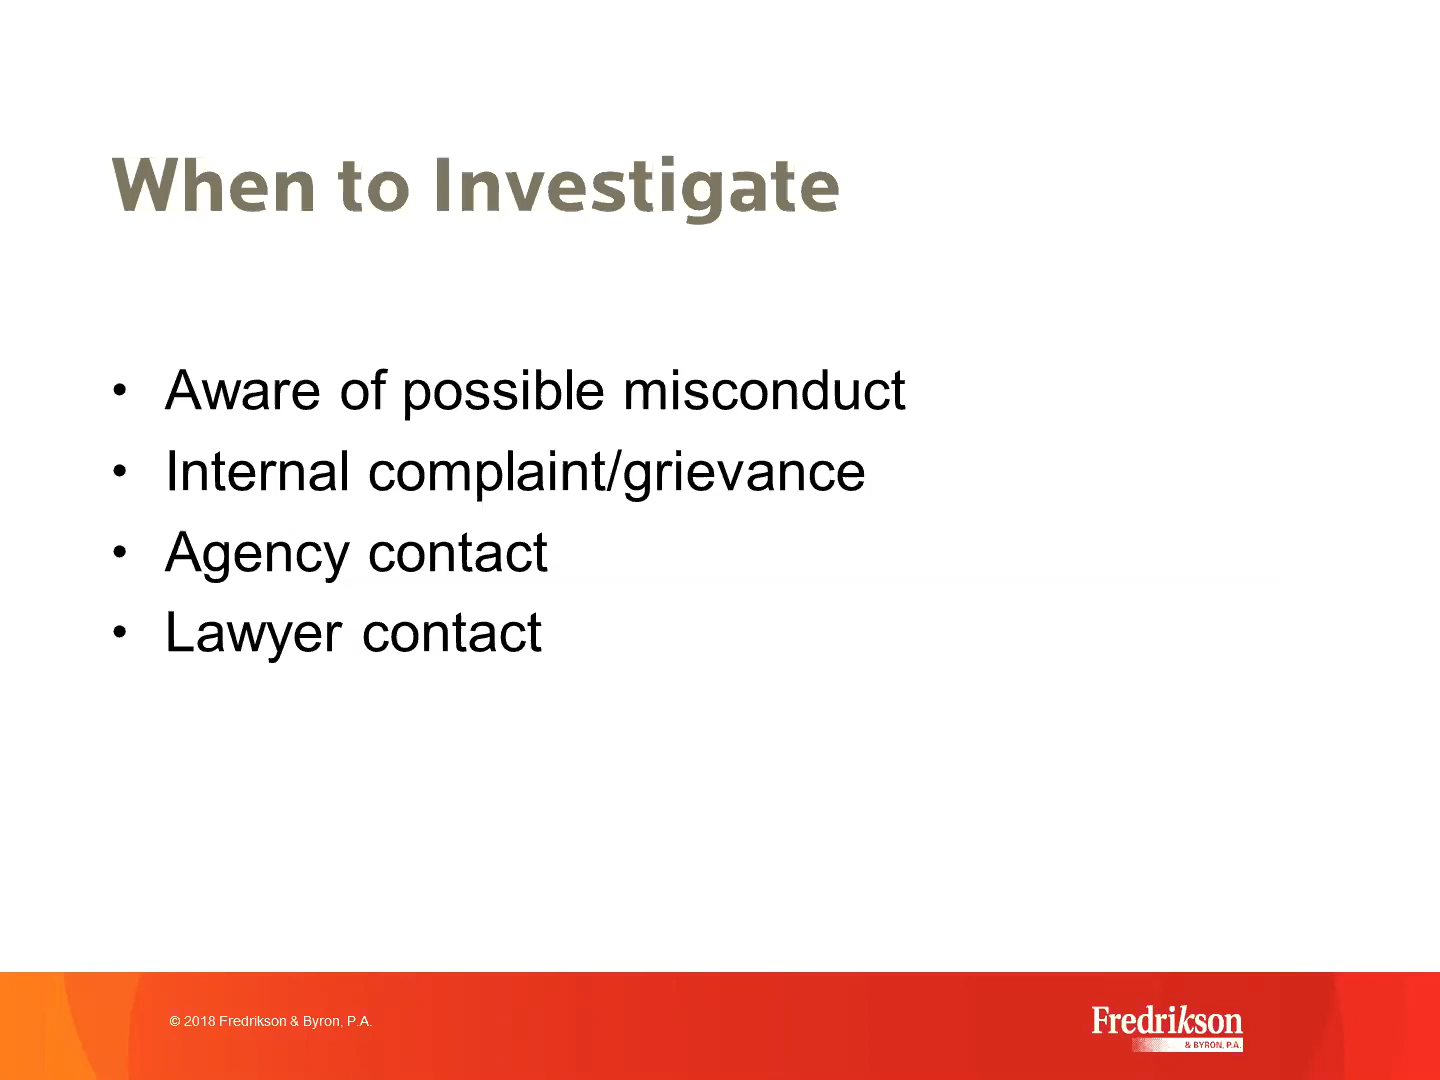 When to Investigate
• Aware of possible misconduct
• Internal complaint/grievance
• Agency contact
• Lawyer contact
© 2018 Fredrikson & Byron, P.A.
Fredrikson
& BYRON, P.A.